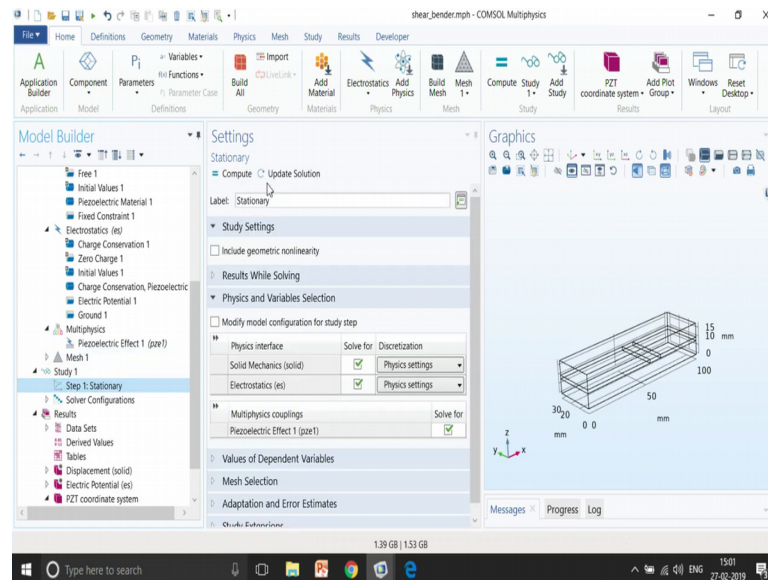 shear_bender.mph - COMSOL Multiphysics
File Home Definitions Geometry Materials Physics Mesh Study Results Developer
A Application Builder
Component
Pi Parameters
a= Variables
f(x) Functions
Pi Parameter Case
Build All
Import
LiveLink
Add Material
Electrostatics
Add Physics
Build Mesh
Mesh 1
Compute
Study 1
Add Study
PZT coordinate system
Add Plot Group
Windows
Reset Desktop
Application Model Definitions Geometry Materials Physics Mesh Study Results Layout
Model Builder
Free 1
Initial Values 1
Piezoelectric Material 1
Fixed Constraint 1
Electrostatics (es)
Charge Conservation 1
Zero Charge 1
Initial Values 1
Charge Conservation, Piezoelectric
Electric Potential 1
Ground 1
Multiphysics
Piezoelectric Effect 1 (pze1)
Mesh 1
Study 1
Step 1: Stationary
Solver Configurations
Results
Data Sets
Derived Values
Tables
Displacement (solid)
Electric Potential (es)
PZT coordinate system
Settings
Stationary
= Compute Update Solution
Label: Stationary
Study Settings
Include geometric nonlinearity
Results While Solving
Physics and Variables Selection
Modify model configuration for study step
Physics interface Solve for Discretization
Solid Mechanics (solid) Physics settings
Electrostatics (es) Physics settings
Multiphysics couplings Solve for
Piezoelectric Effect 1 (pze1)
Values of Dependent Variables
Mesh Selection
Adaptation and Error Estimates
Study Extensions
Graphics
15
10 mm
0
100
50
mm
30
20
0 0
mm
z
y x
Messages Progress Log
1.39 GB | 1.53 GB
Type here to search
ENG
15:01
27-02-2019